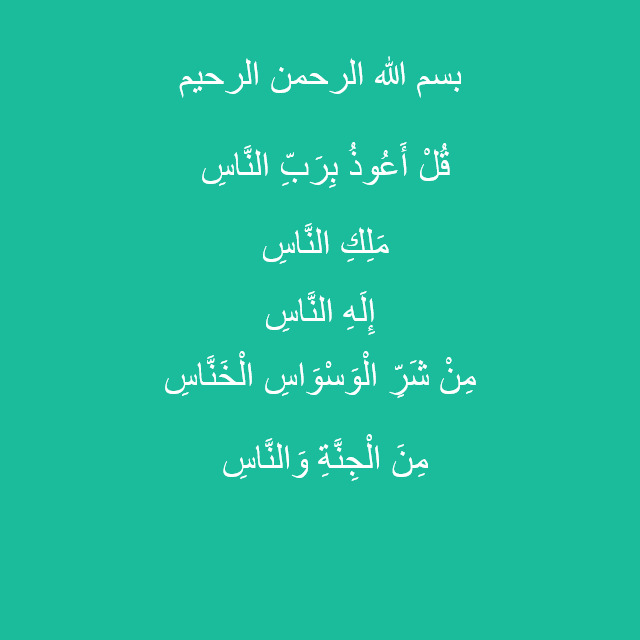 بسم الله الرحمن الرحيم
قُلْ أَعُوذُ بِرَبِّ النَّاسِ
مَلِكِ النَّاسِ
إِلَهِ النَّاسِ
مِنْ شَرِّ الْوَسْوَاسِ الْخَنَّاسِ
مِنَ الْجِنَّةِ وَالنَّاسِ